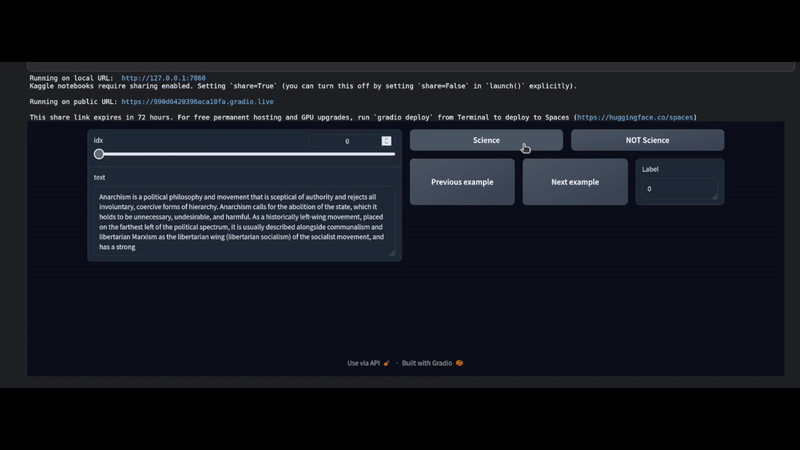 Running on local URL: http://127.0.0.1:7860
Kaggle notebooks require sharing enabled. Setting `share=True` (you can turn this off by setting `share=False` in `launch()` explicitly).
Running on public URL: https://990d6420396aca10fa.gradio.live
This share link expires in 72 hours. For free permanent hosting and GPU upgrades, run `gradio deploy` from Terminal to deploy to Spaces (https://huggingface.co/spaces)
idx
0
Science
NOT Science
text
Anarchism is a political philosophy and movement that is sceptical of authority and rejects all
involuntary, coercive forms of hierarchy. Anarchism calls for the abolition of the state, which it
holds to be unnecessary, undesirable, and harmful. As a historically left-wing movement, placed
on the farthest left of the political spectrum, it is usually described alongside communalism and
libertarian Marxism as the libertarian wing (libertarian socialism) of the socialist movement, and
has a strong
Previous example
Next example
Label
0
Use via API · Built with Gradio